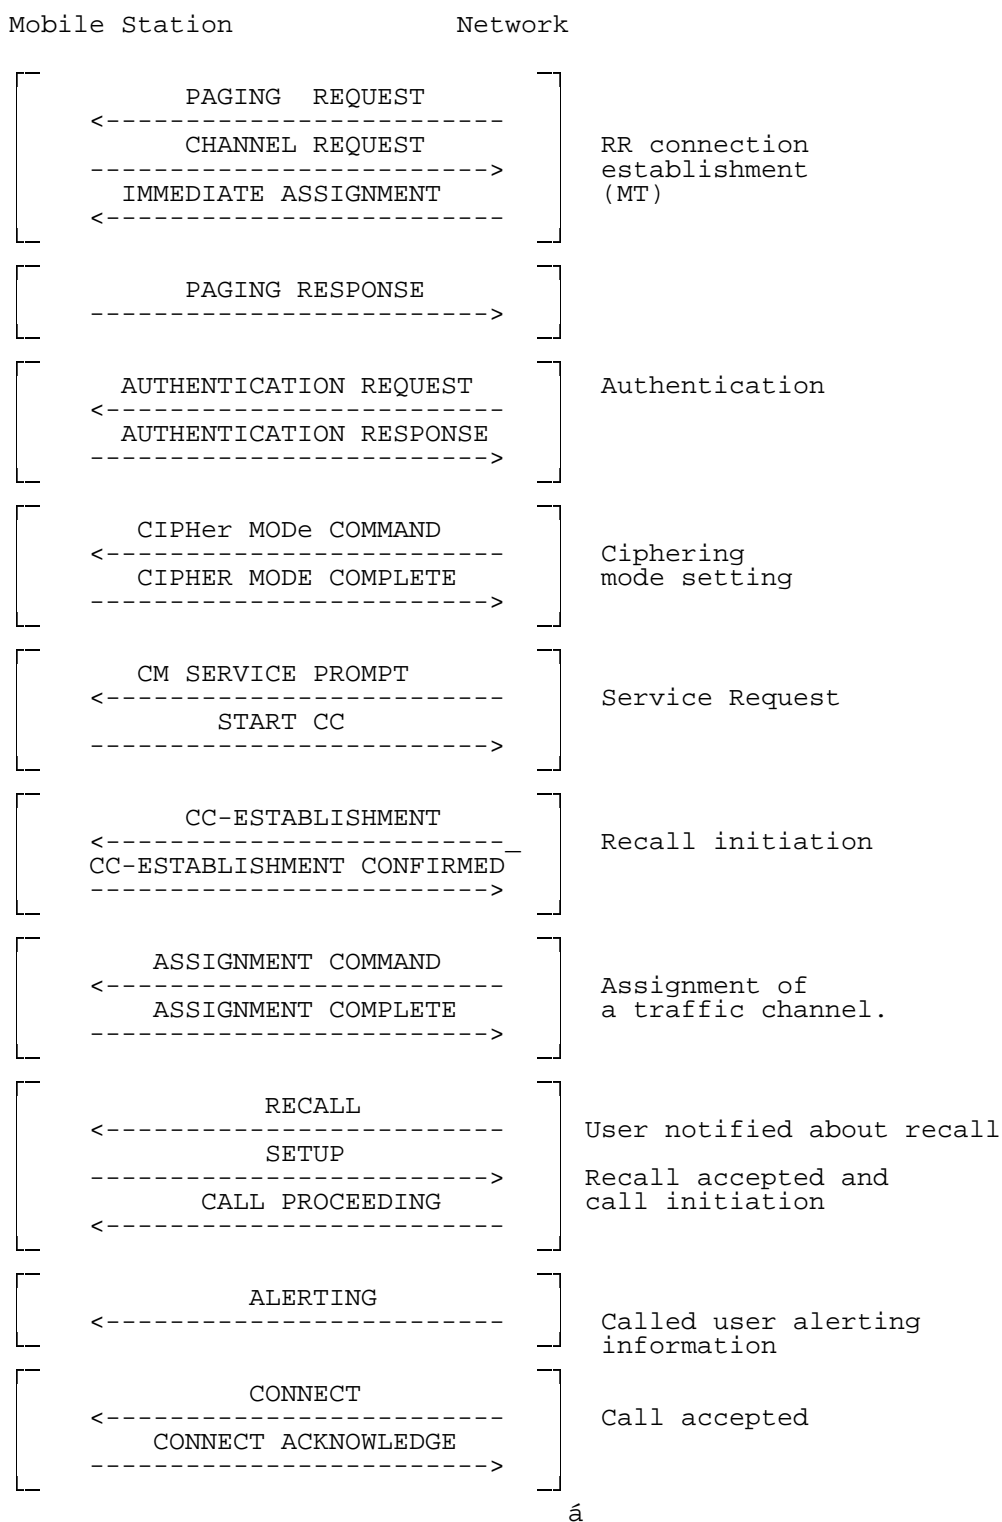 Mobile Station Network
PAGING REQUEST
<-------------------------
CHANNEL REQUEST
RR connection
------------------------->
establishment
IMMEDIATE ASSIGNMENT
(MT)
<-------------------------
PAGING RESPONSE
------------------------->
AUTHENTICATION REQUEST
Authentication
<-------------------------
AUTHENTICATION RESPONSE
------------------------->
CIPHer MODe COMMAND
<-------------------------
Ciphering
CIPHER MODE COMPLETE
mode setting
------------------------->
CM SERVICE PROMPT
<-------------------------
Service Request
START CC
------------------------->
CC-ESTABLISHMENT
<-------------------------_
Recall initiation
CC-ESTABLISHMENT CONFIRMED
------------------------->
ASSIGNMENT COMMAND
<-------------------------
Assignment of
ASSIGNMENT COMPLETE
a traffic channel.
------------------------->
RECALL
<-------------------------
User notified about recall
SETUP
------------------------->
Recall accepted and
CALL PROCEEDING
call initiation
<-------------------------
ALERTING
<-------------------------
Called user alerting
information
CONNECT
<-------------------------
Call accepted
CONNECT ACKNOWLEDGE
------------------------->
á